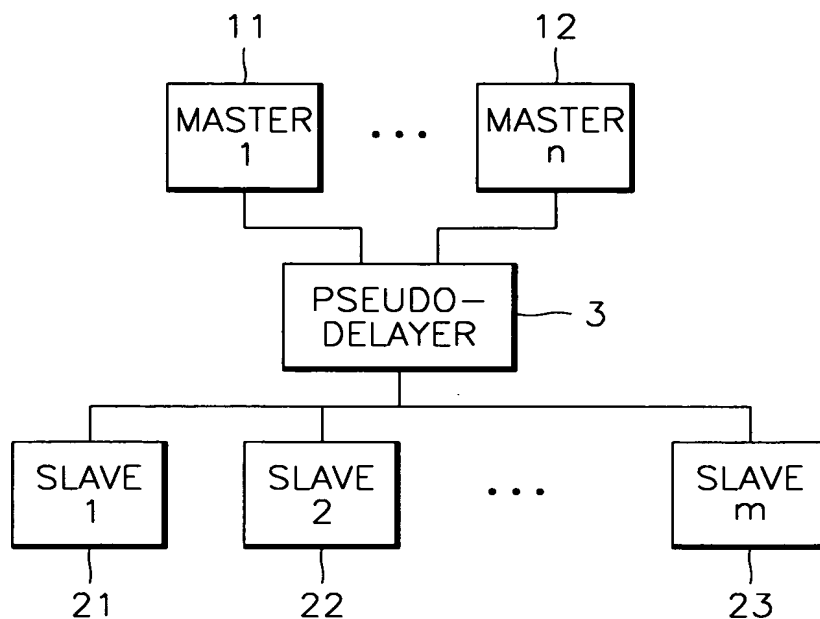 11
12
MASTER
1
...
MASTER
n
PSEUDO-
DELAYER
3
SLAVE
1
SLAVE
2
...
SLAVE
m
21
22
23